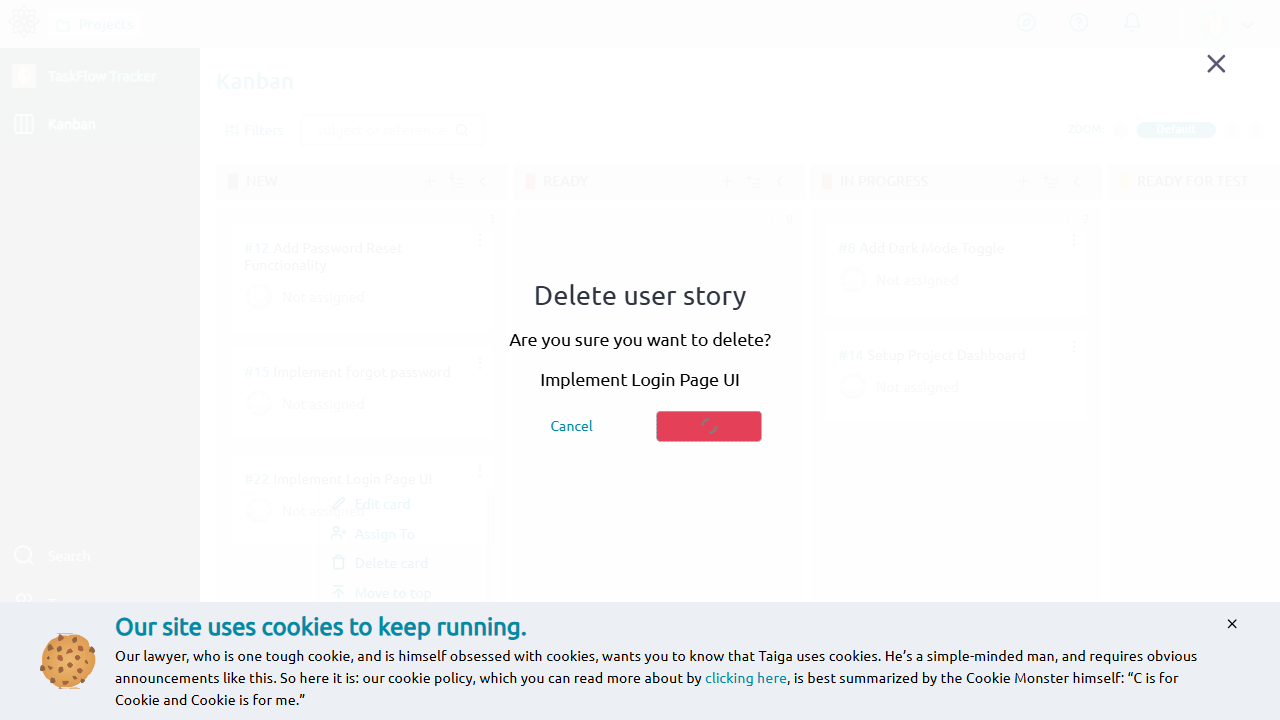 Projects
TaskFlow Tracker
Kanban
Kanban
Filters
ZOOM
Default
NEW
READY
IN PROGRESS
READY FOR TEST
#12 Add Password Reset
Functionality
Not assigned
#8 Add Dark Mode Toggle
Not assigned
#15 Implement forgot password
Not assigned
#14 Setup Project Dashboard
Not assigned
#22 Implement Login Page UI
Not assigned
Edit card
Assign To
Delete card
Move to top
Search
Delete user story
Are you sure you want to delete?
Implement Login Page UI
Cancel
Our site uses cookies to keep running.
Our lawyer, who is one tough cookie, and is himself obsessed with cookies, wants you to know that Taiga uses cookies. He’s a simple-minded man, and requires obvious
announcements like this. So here it is: our cookie policy, which you can read more about by clicking here, is best summarized by the Cookie Monster himself: “C is for
Cookie and Cookie is for me.”